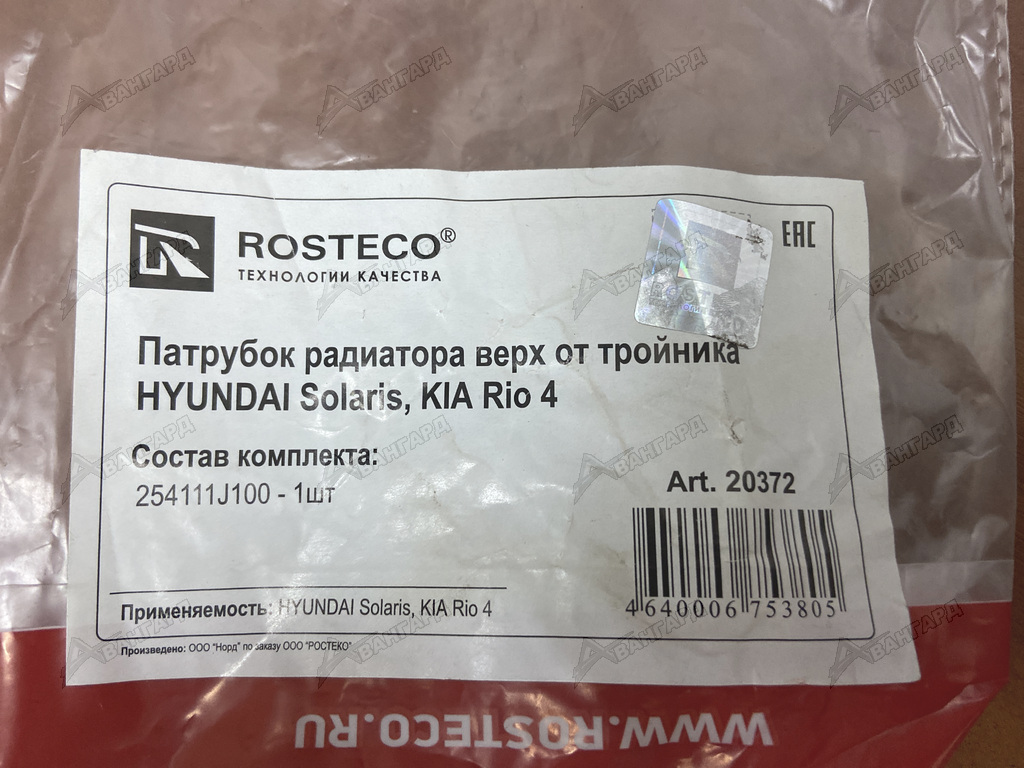 ROSTECO®
ТЕХНОЛОГИИ КАЧЕСТВА
EAC
Патрубок радиатора верх от тройника
HYUNDAI Solaris, KIA Rio 4
Состав комплекта:
254111J100 - 1шт
Art. 20372
4 640006 753805
Применяемость: HYUNDAI Solaris, KIA Rio 4
Произведено: ООО "Норд" по заказу ООО "РОСТЕКО"
WWW.ROSTECO.RU
АВАНГАРД